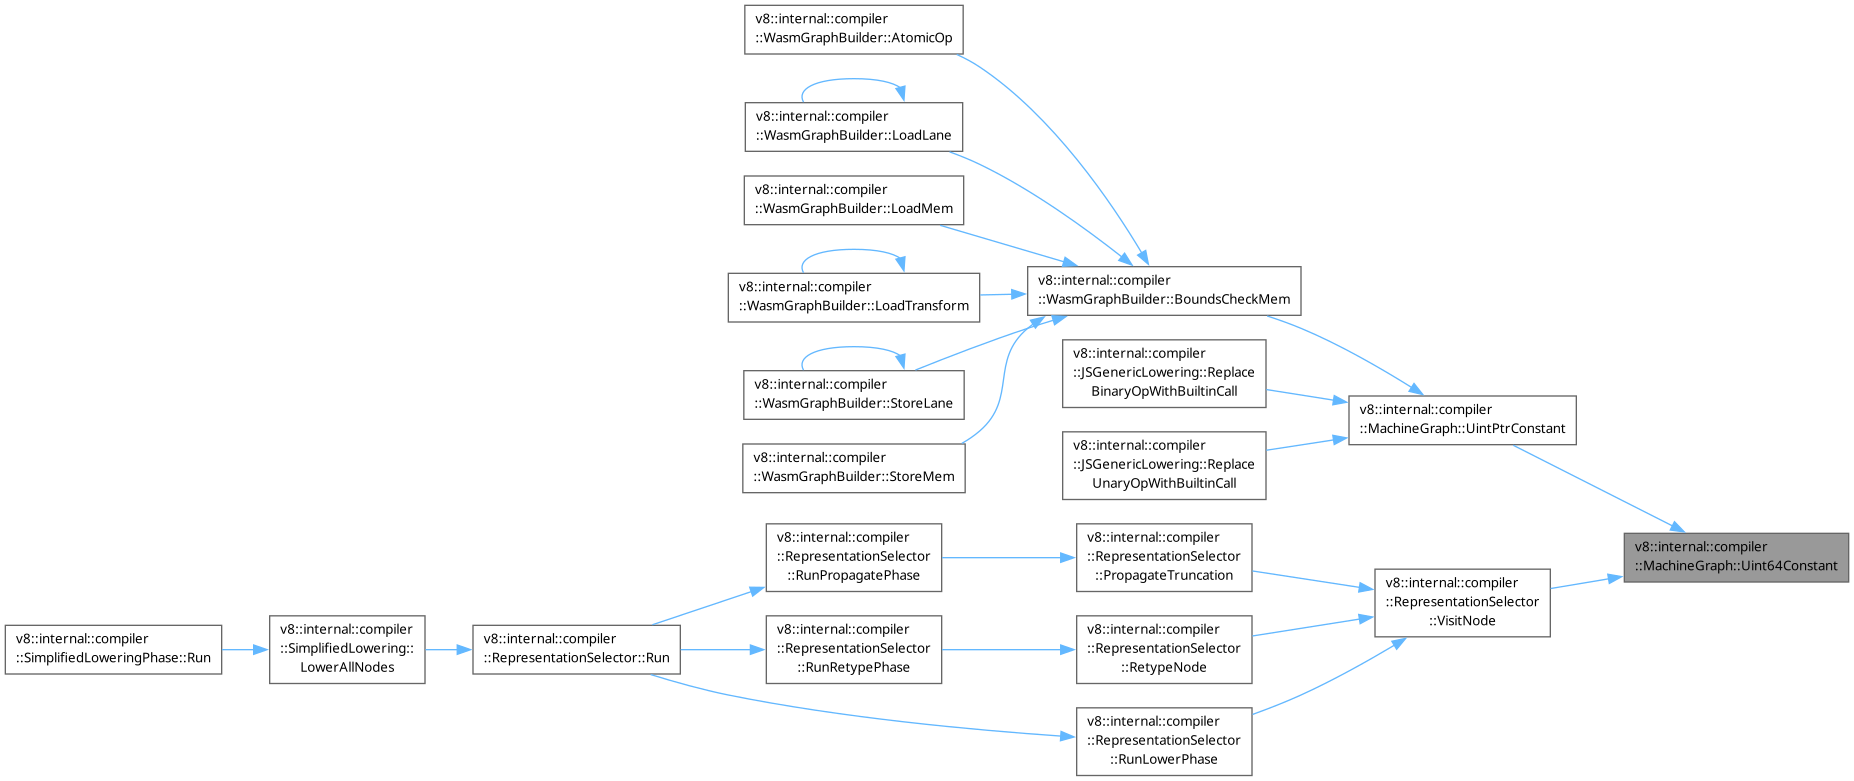 v8::internal::compiler
::WasmGraphBuilder::AtomicOp
v8::internal::compiler
::WasmGraphBuilder::LoadLane
v8::internal::compiler
::WasmGraphBuilder::LoadMem
v8::internal::compiler
::WasmGraphBuilder::LoadTransform
v8::internal::compiler
::WasmGraphBuilder::BoundsCheckMem
v8::internal::compiler
::WasmGraphBuilder::StoreLane
v8::internal::compiler
::WasmGraphBuilder::StoreMem
v8::internal::compiler
::JSGenericLowering::Replace
BinaryOpWithBuiltinCall
v8::internal::compiler
::JSGenericLowering::Replace
UnaryOpWithBuiltinCall
v8::internal::compiler
::MachineGraph::UintPtrConstant
v8::internal::compiler
::MachineGraph::Uint64Constant
v8::internal::compiler
::RepresentationSelector
::RunPropagatePhase
v8::internal::compiler
::RepresentationSelector
::PropagateTruncation
v8::internal::compiler
::RepresentationSelector
::VisitNode
v8::internal::compiler
::SimplifiedLoweringPhase::Run
v8::internal::compiler
::SimplifiedLowering::
LowerAllNodes
v8::internal::compiler
::RepresentationSelector::Run
v8::internal::compiler
::RepresentationSelector
::RunRetypePhase
v8::internal::compiler
::RepresentationSelector
::RetypeNode
v8::internal::compiler
::RepresentationSelector
::RunLowerPhase